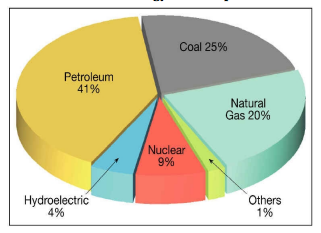 Coal 25%
Petroleum
41%
Natural
Gas 20%
Nuclear
9%
Hydroelectric
4%
Others
1%